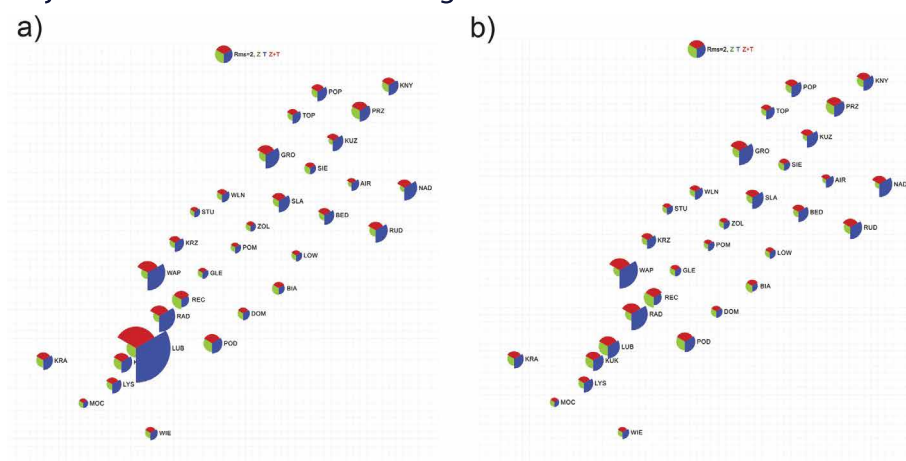 a)
Rms=2, Z T Z+T
KNY
POP
PRZ
TOP
KUZ
GRO
SIE
AIR
NAD
WLN
SLA
STU
BED
ZOL
RUD
KRZ
POM
LOW
WAP
GLE
BIA
REC
DOM
RAD
POD
LUB
KRA
K
LYS
MOC
WIE
b)
Rms=2, Z T Z+T
KNY
POP
PRZ
TOP
KUZ
GRO
SIE
AIR
NAD
WLN
SLA
STU
BED
ZOL
RUD
KRZ
POM
LOW
WAP
GLE
BIA
REC
DOM
RAD
POD
LUB
KRA
KUK
LYS
MOC
WIE